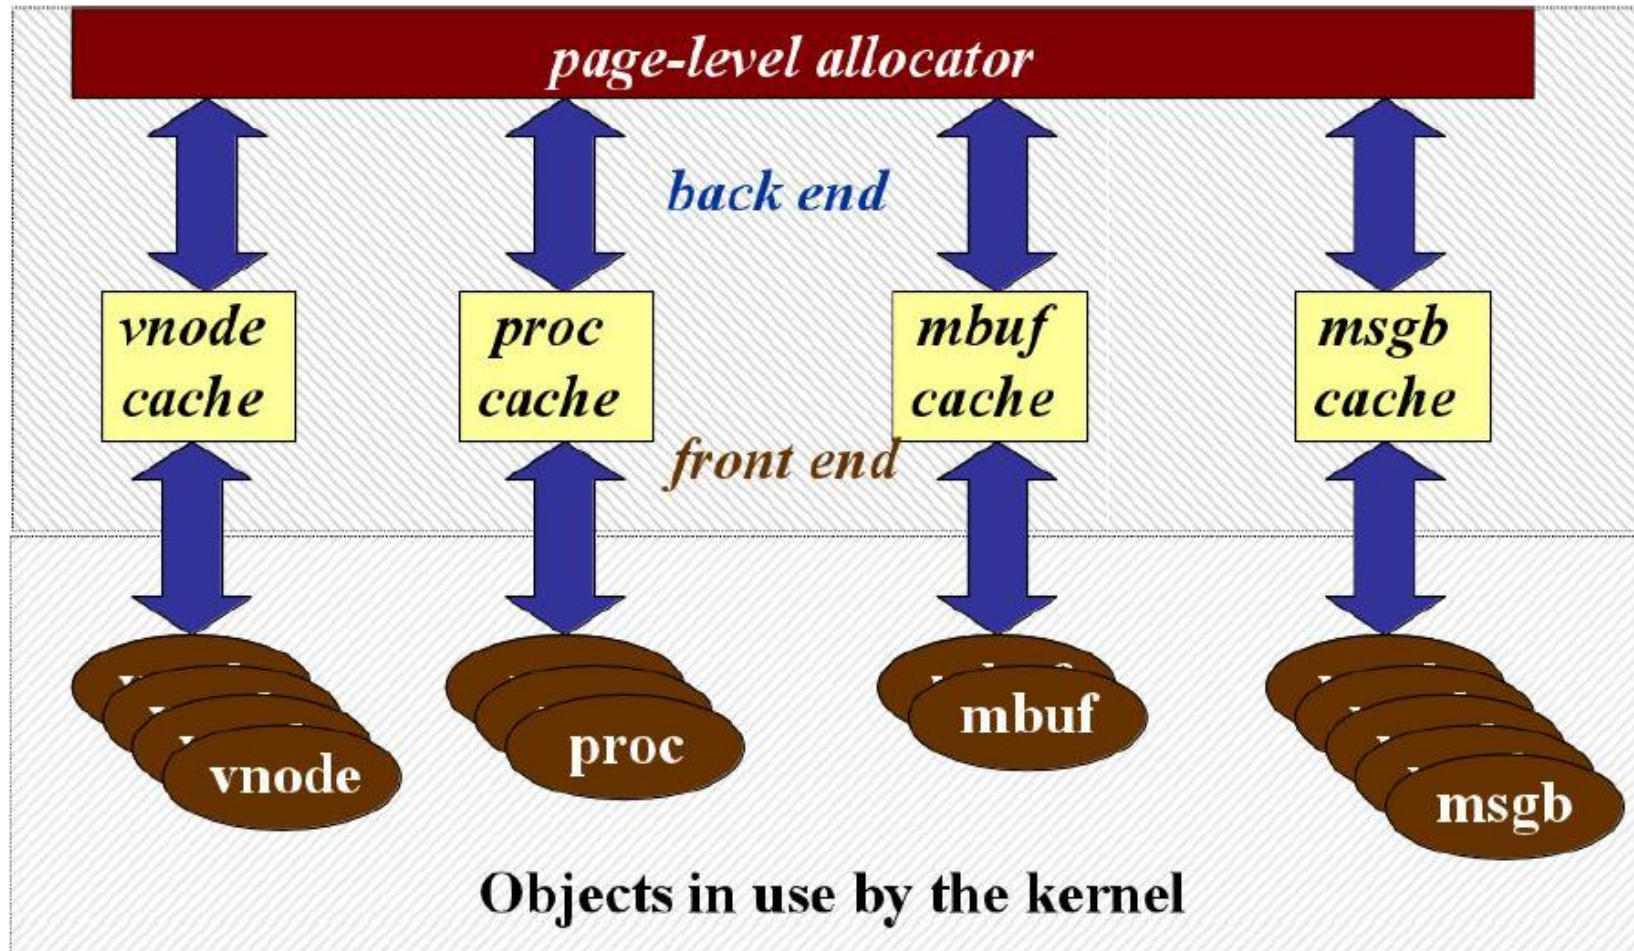 page-level allocator
back end
vnode
cache
proc
cache
mbuf
cache
msgb
cache
front end
vnode
proc
mbuf
msgb
Objects in use by the kernel